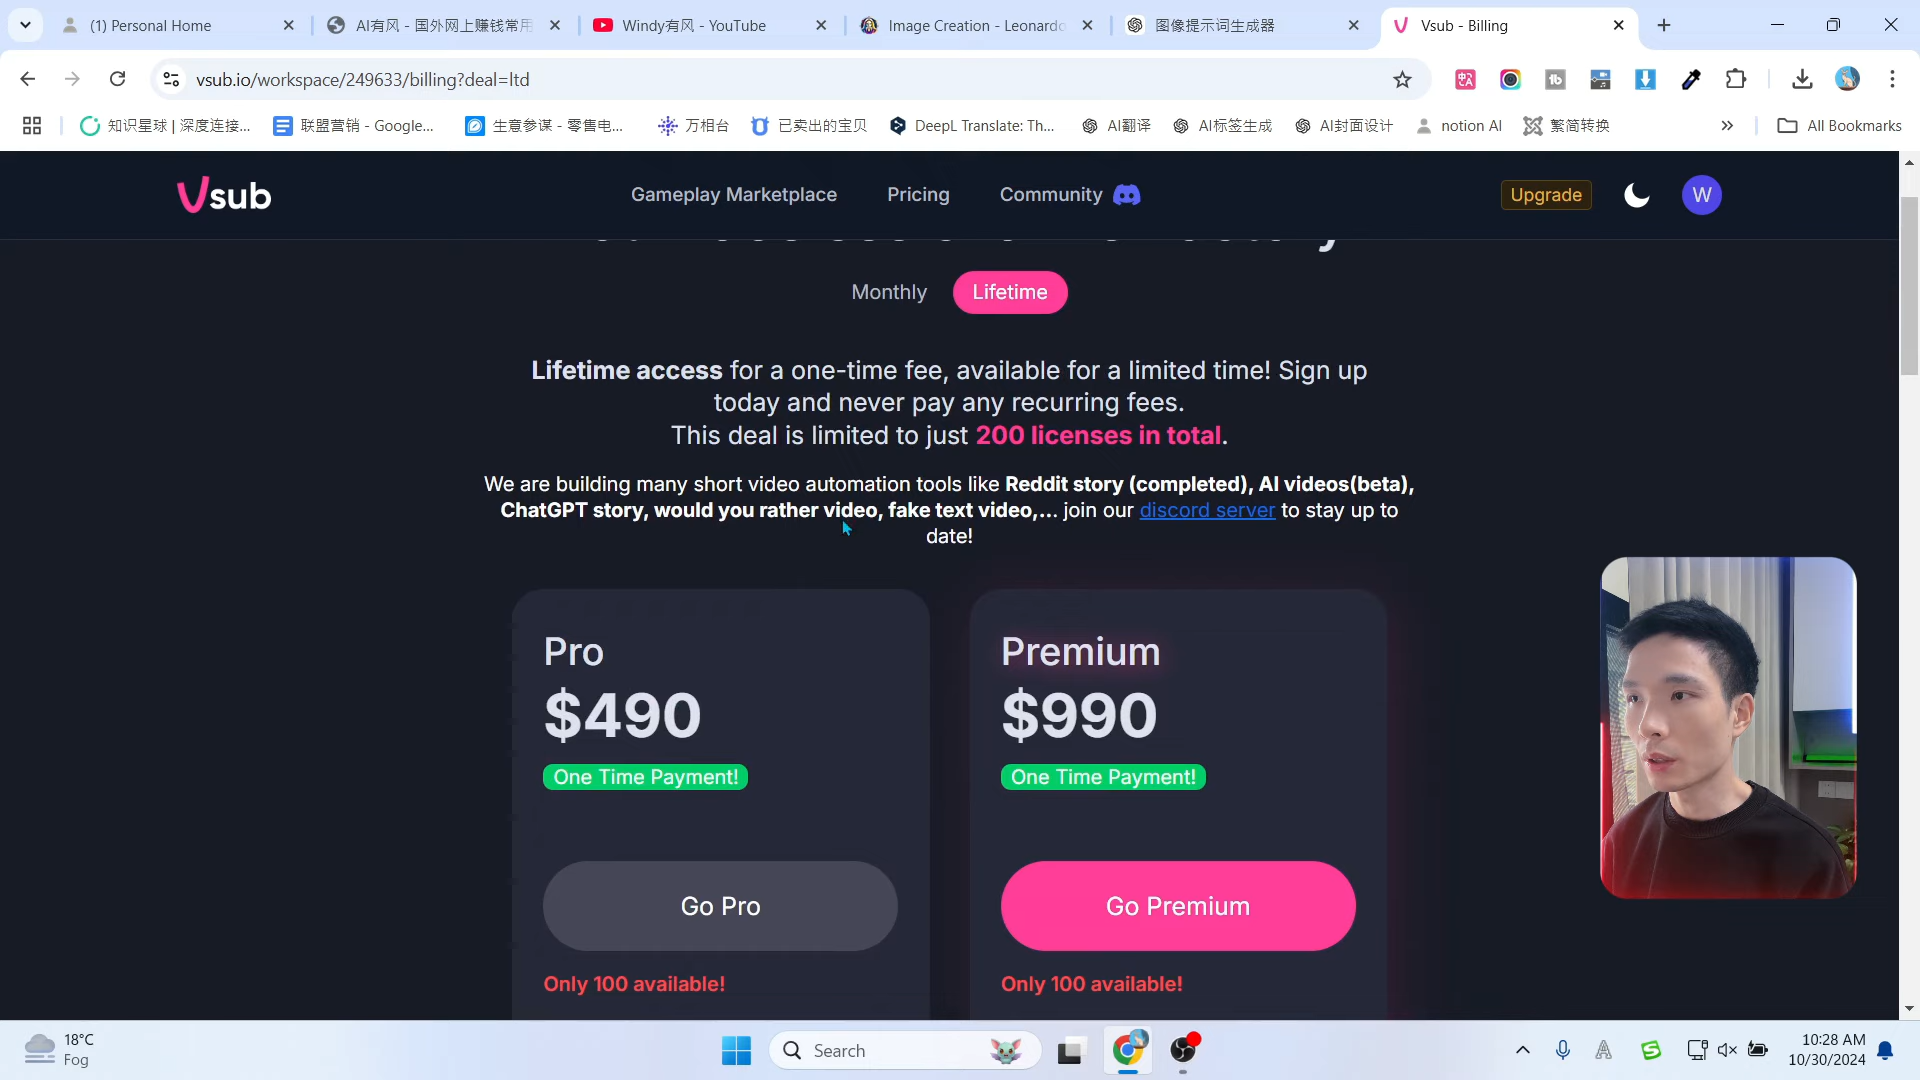 (1) Personal Home
AI有风 - 国外网上赚钱常用
Windy有风 - YouTube
Image Creation - Leonardo
图像提示词生成器
Vsub - Billing
vsub.io/workspace/249633/billing?deal=ltd
知识星球 | 深度连接...
联盟营销 - Google...
生意参谋 - 零售电...
万相台
已卖出的宝贝
DeepL Translate: Th...
AI翻译
AI标签生成
AI封面设计
notion AI
繁简转换
All Bookmarks
Vsub
Gameplay Marketplace
Pricing
Community
Upgrade
W
Monthly
Lifetime
Lifetime access for a one-time fee, available for a limited time! Sign up
today and never pay any recurring fees.
This deal is limited to just 200 licenses in total.
We are building many short video automation tools like Reddit story (completed), AI videos(beta),
ChatGPT story, would you rather video, fake text video,... join our discord server to stay up to
date!
Pro
$490
One Time Payment!
Go Pro
Only 100 available!
Premium
$990
One Time Payment!
Go Premium
Only 100 available!
18°C
Fog
Search
10:28 AM
10/30/2024